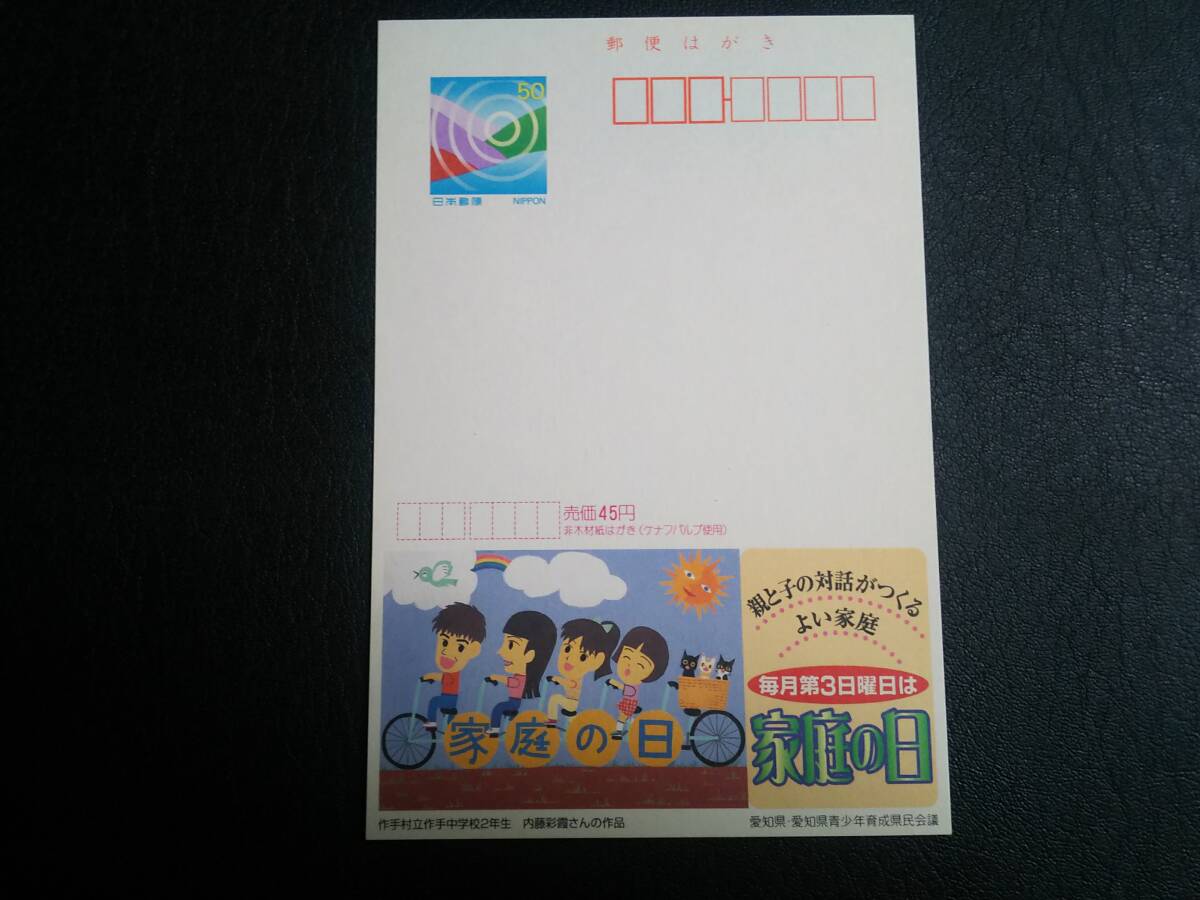 郵便はがき
50
日本郵便 NIPPON
売価45円
非木材紙はがき(ケナフパルプ使用)
家庭の日
親と子の対話がつくる
よい家庭
毎月第3日曜日は
家庭の日
作手村立作手中学校2年生 内藤彩霞さんの作品
愛知県・愛知県青少年育成県民会議